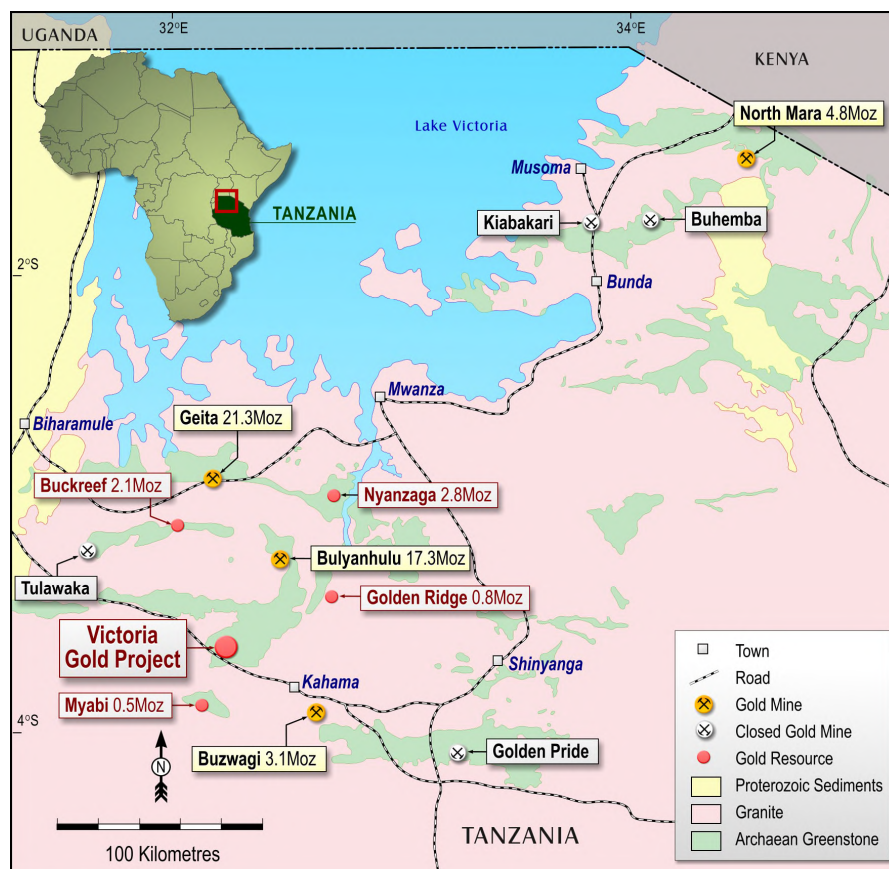 UGANDA
32°E
34°E
KENYA
Lake Victoria
North Mara 4.8Moz
Musoma
TANZANIA
Kiabakari
Buhemba
2°S
Bunda
Mwanza
Biharamule
Geita 21.3Moz
Buckreef 2.1Moz
Nyanzaga 2.8Moz
Bulyanhulu 17.3moz
Tulawaka
Golden Ridge 0.8Moz
Victoria
Gold Project
Shinyanga
Kahama
Myabi 0.5Moz
4°S
Buzwagi 3.1Moz
Golden Pride
N
100 Kilometres
TANZANIA
Town
Road
Gold Mine
Closed Gold Mine
Gold Resource
Proterozoic Sediments
Granite
Archaean Greenstone